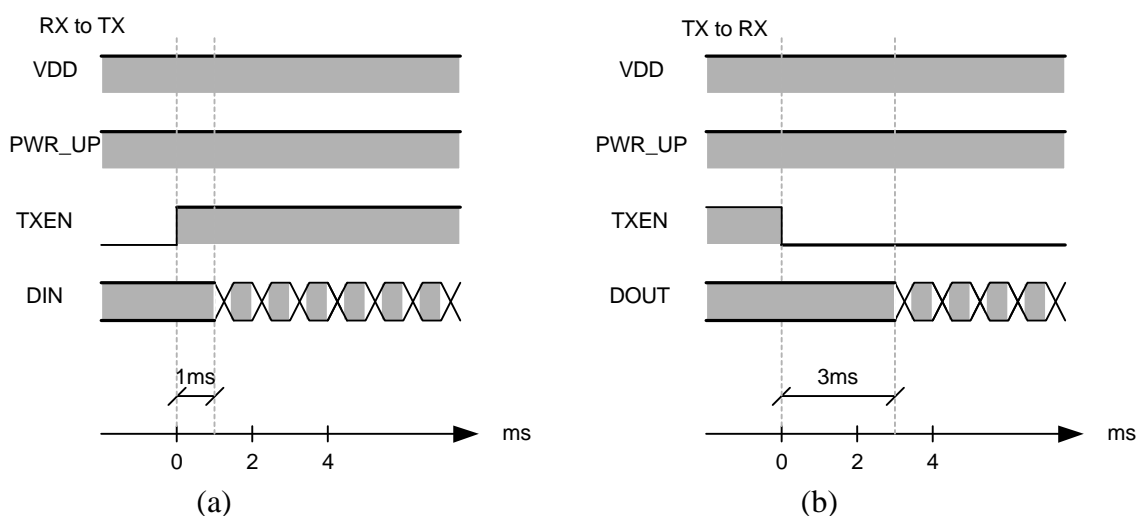 RX to TX
VDD
PWR_UP
TXEN
DIN
1ms
ms
0 2 4
(a)
TX to RX
VDD
PWR_UP
TXEN
DOUT
3ms
ms
0 2 4
(b)